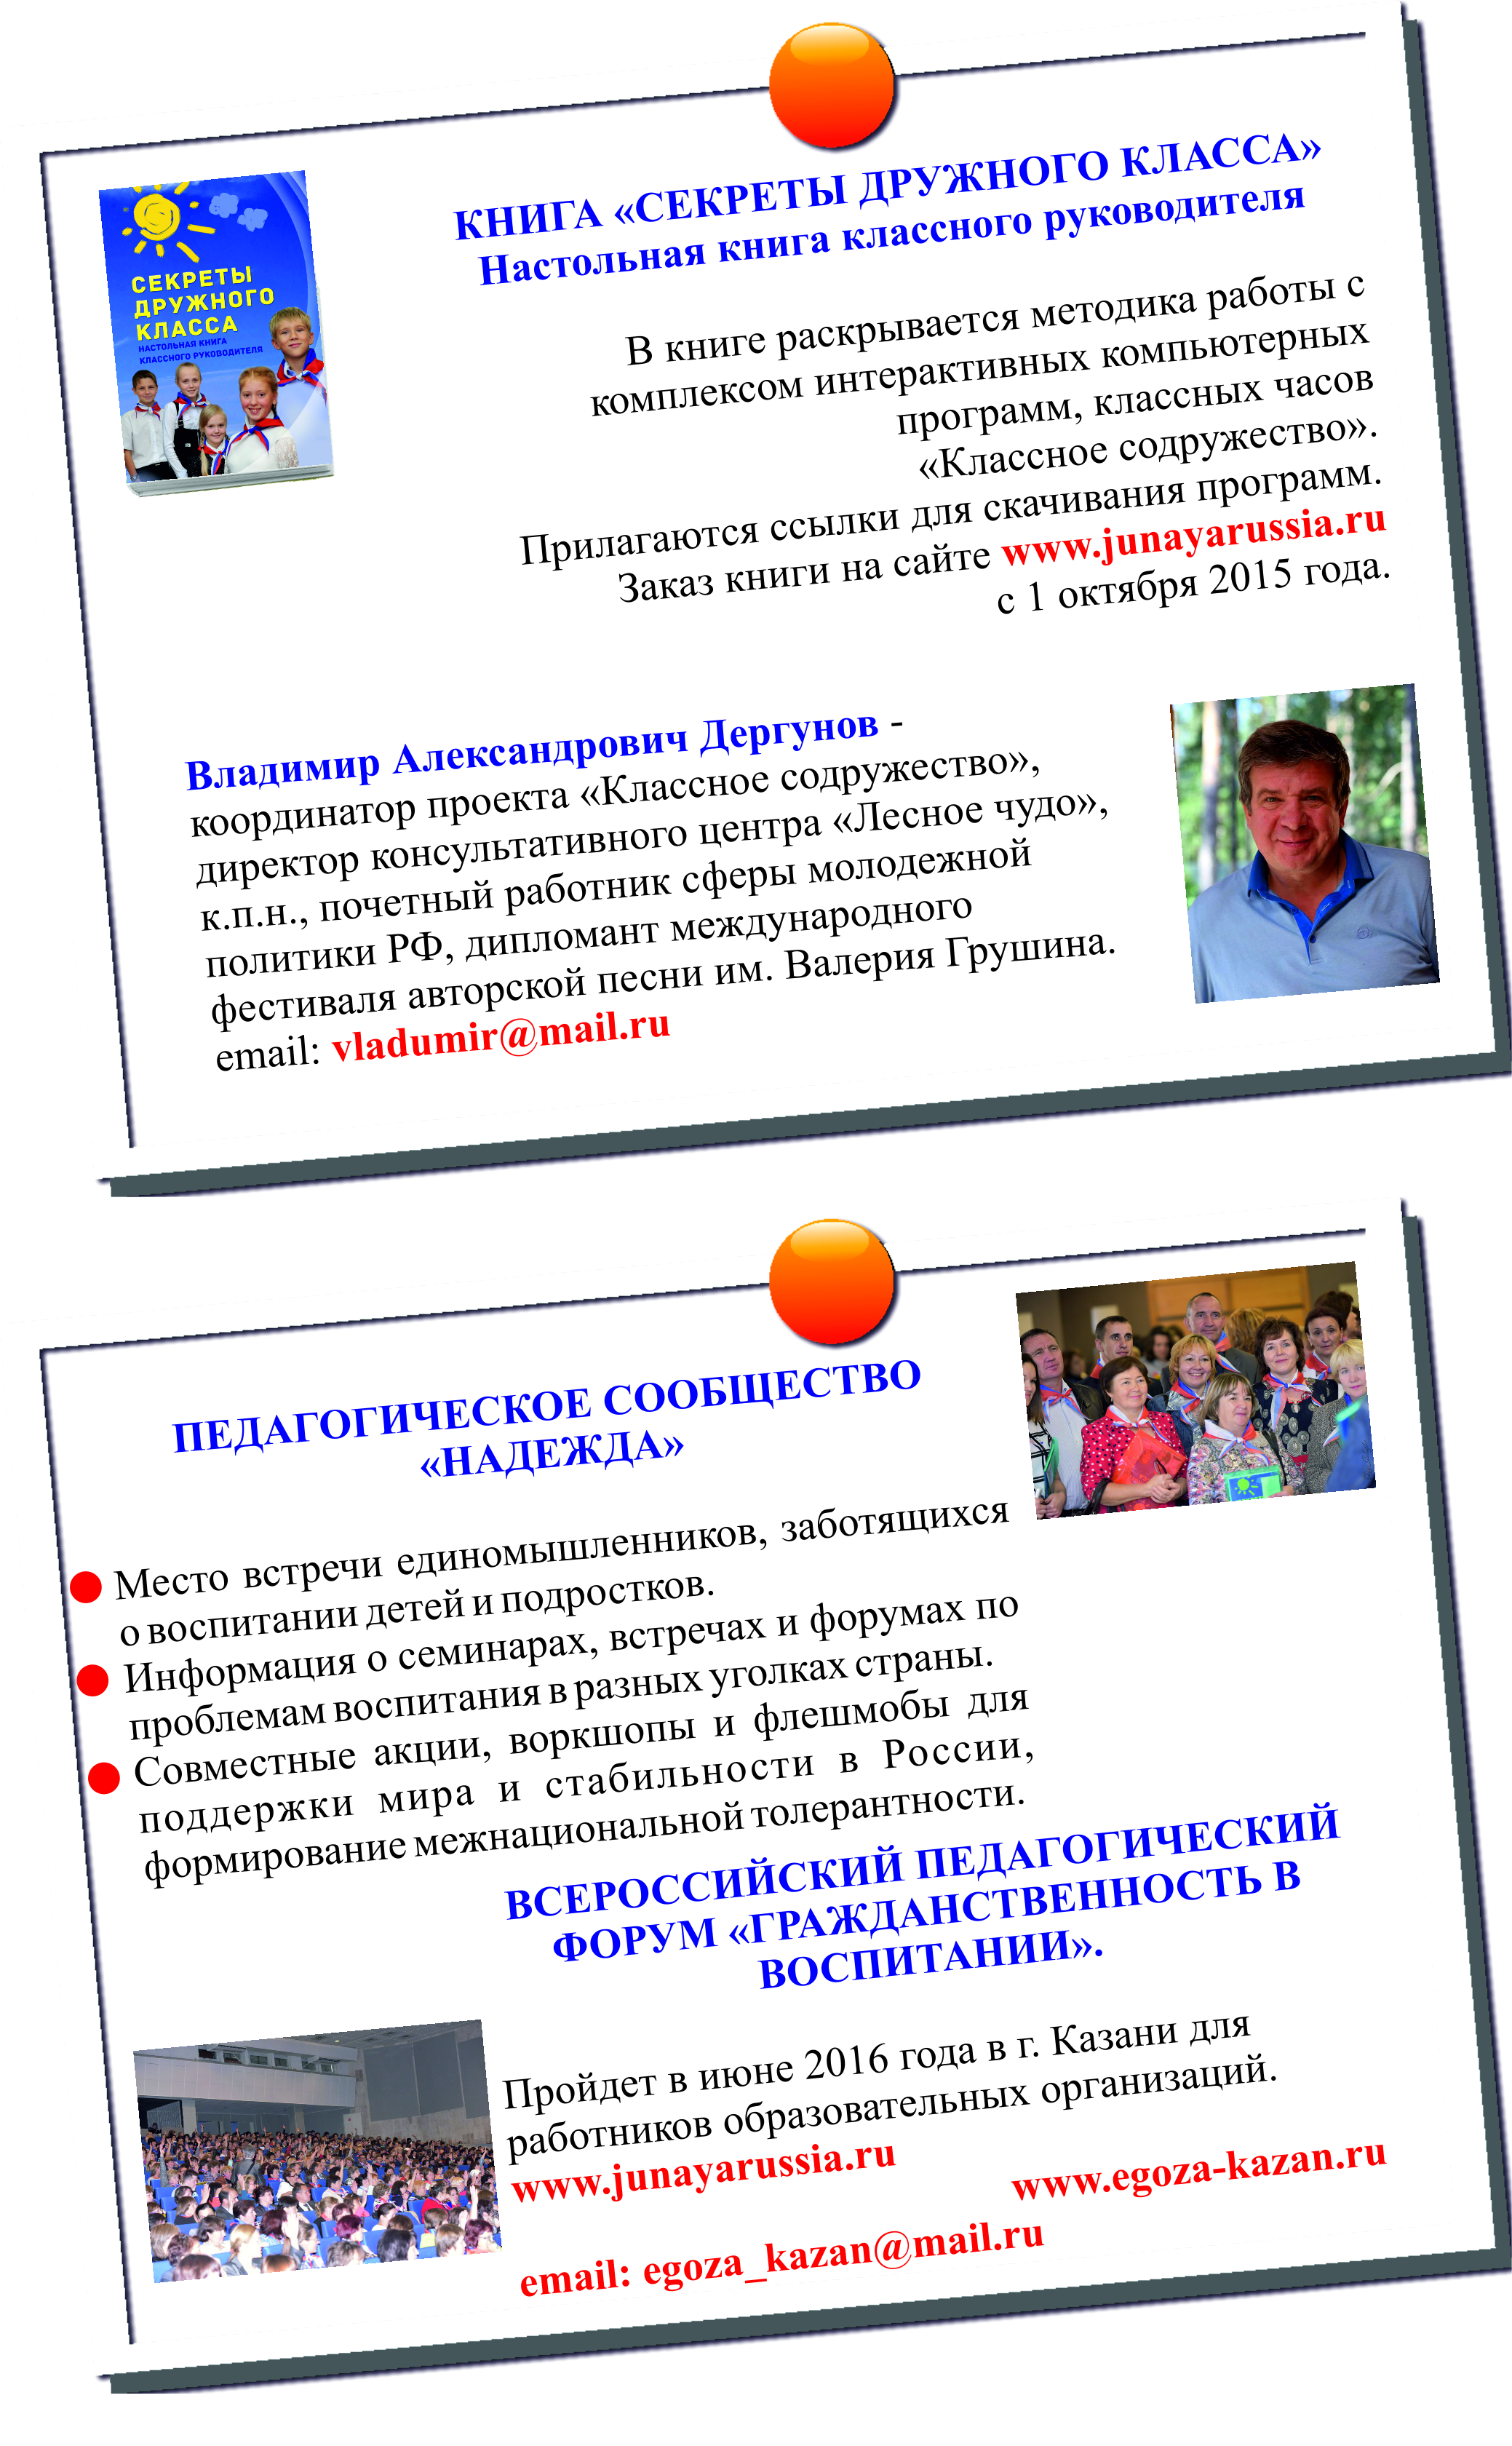 КНИГА «СЕКРЕТЫ ДРУЖНОГО КЛАССА»
Настольная книга классного руководителя
СЕКРЕТЫ
ДРУЖНОГО
КЛАССА
НАСТОЛЬНАЯ КНИГА
КЛАССНОГО РУКОВОДИТЕЛЯ
В книге раскрывается методика работы с
комплексом интерактивных компьютерных
программ, классных часов
«Классное содружество».
Прилагаются ссылки для скачивания программ.
Заказ книги на сайте www.junayarussia.ru
с 1 октября 2015 года.
Владимир Александрович Дергунов -
координатор проекта «Классное содружество»,
директор консультативного центра «Лесное чудо»,
к.п.н., почетный работник сферы молодежной
политики РФ, дипломант международного
фестиваля авторской песни им. Валерия Грушина.
email: vladumir@mail.ru
ПЕДАГОГИЧЕСКОЕ СООБЩЕСТВО
«НАДЕЖДА»
Место встречи единомышленников, заботящихся
о воспитании детей и подростков.
Информация о семинарах, встречах и форумах по
проблемам воспитания в разных уголках страны.
Совместные акции, воркшопы и флешмобы для
поддержки мира и стабильности в России,
формирование межнациональной толерантности.
ВСЕРОССИЙСКИЙ ПЕДАГОГИЧЕСКИЙ
ФОРУМ «ГРАЖДАНСТВЕННОСТЬ В
ВОСПИТАНИИ».
Пройдет в июне 2016 года в г. Казани для
работников образовательных организаций.
www.junayarussia.ru
www.egoza-kazan.ru
email: egoza_kazan@mail.ru